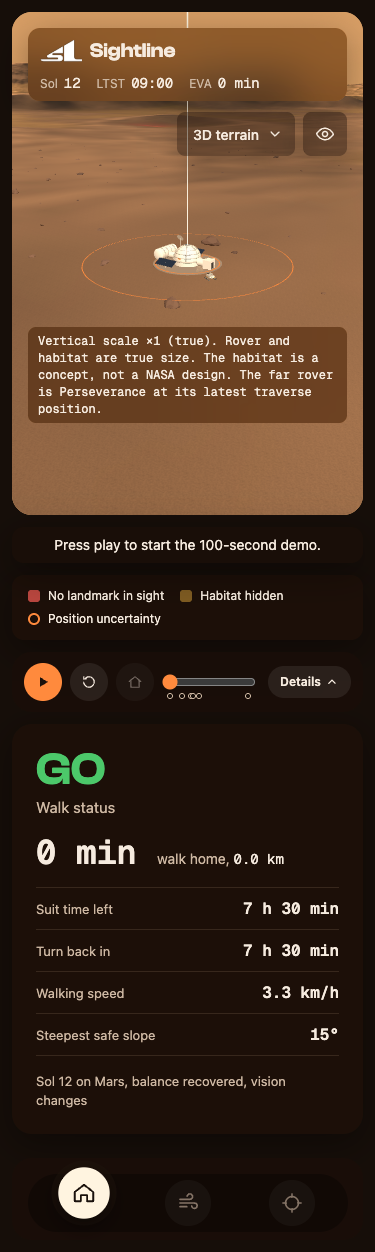 Sightline
Sol 12 LTST 09:00 EVA 0 min
3D terrain
Vertical scale ×1 (true). Rover and
habitat are true size. The habitat is a
concept, not a NASA design. The far rover
is Perseverance at its latest traverse
position.
Press play to start the 100-second demo.
No landmark in sight Habitat hidden
Position uncertainty
Details
GO
Walk status
0 min walk home, 0.0 km
Suit time left 7 h 30 min
Turn back in 7 h 30 min
Walking speed 3.3 km/h
Steepest safe slope 15°
Sol 12 on Mars, balance recovered, vision
changes